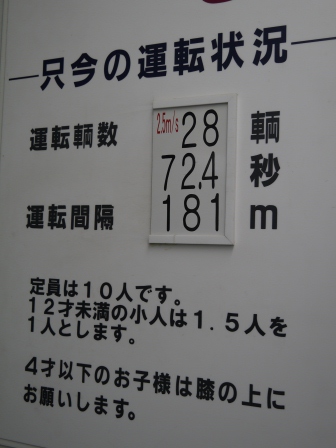 只今の運転状況
運転輌数 2.5m/s 28 輌
72.4 秒
運転間隔 181 m
定員は10人です。
12才未満の小人は1.5人を
1人とします。
4才以下のお子様は膝の上に
お願いします。